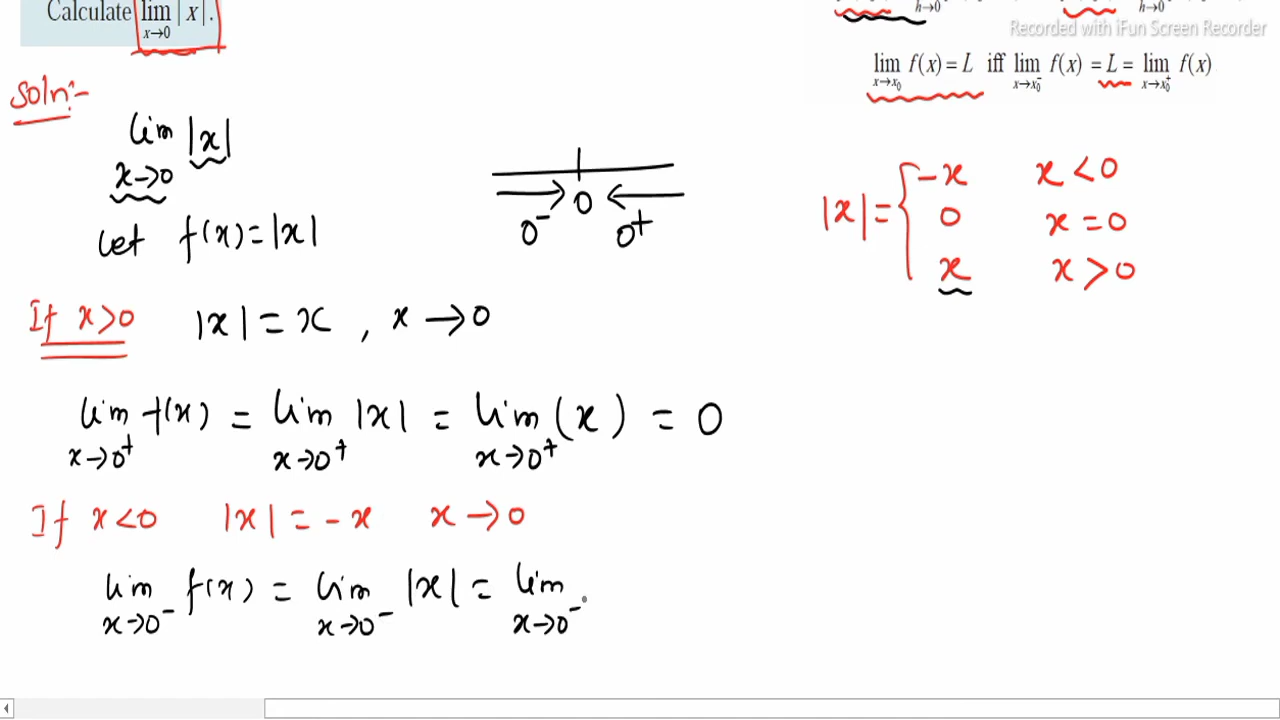 Calculate lim |x|.
x→0
h→0 h→0
Recorded with iFun Screen Recorder
lim f(x) = L iff lim f(x) = L = lim f(x)
x→x₀ x→x₀⁻ x→x₀⁺
Soln:-
lim |x|
x→0
0
0⁻ 0⁺
let f(x) = |x|
|x| = { -x x < 0
0 x = 0
x x > 0
If x>0 |x| = x , x → 0
lim f(x) = lim |x| = lim (x) = 0
x→0⁺ x→0⁺ x→0⁺
If x<0 |x| = -x x → 0
lim f(x) = lim |x| = lim
x→0⁻ x→0⁻ x→0⁻